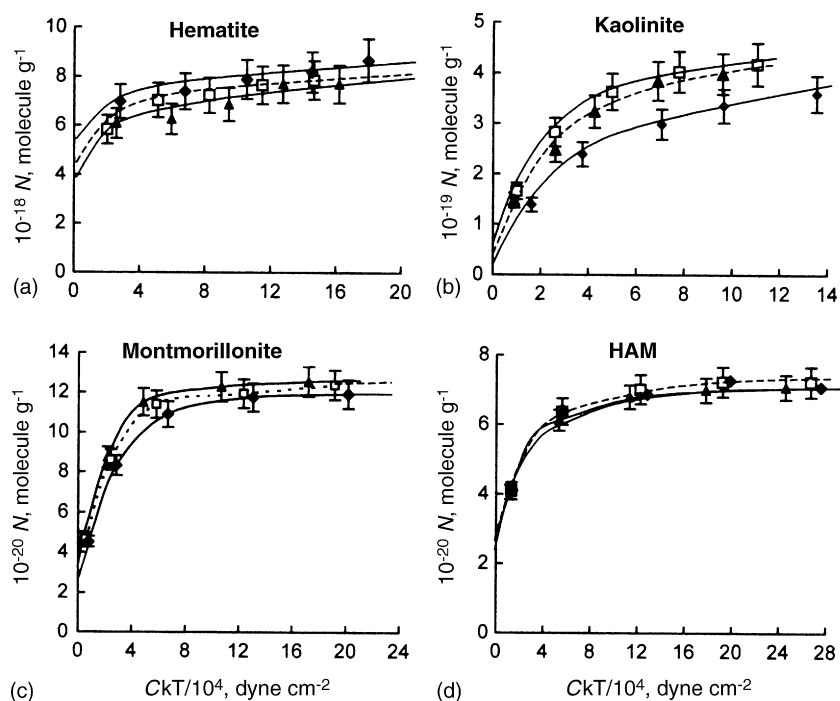 Hematite
10
8
6
4
2
0
0 4 8 12 16 20
10-18 N, molecule g-1
(a)
Kaolinite
5
4
3
2
1
0
0 2 4 6 8 10 12 14
10-19 N, molecule g-1
(b)
Montmorillonite
14
12
10
8
6
4
2
0
0 4 8 12 16 20 24
10-20 N, molecule g-1
CkT/10⁴, dyne cm-2
(c)
HAM
8
6
4
2
0
0 4 8 12 16 20 24 28
10-20 N, molecule g-1
CkT/10⁴, dyne cm-2
(d)